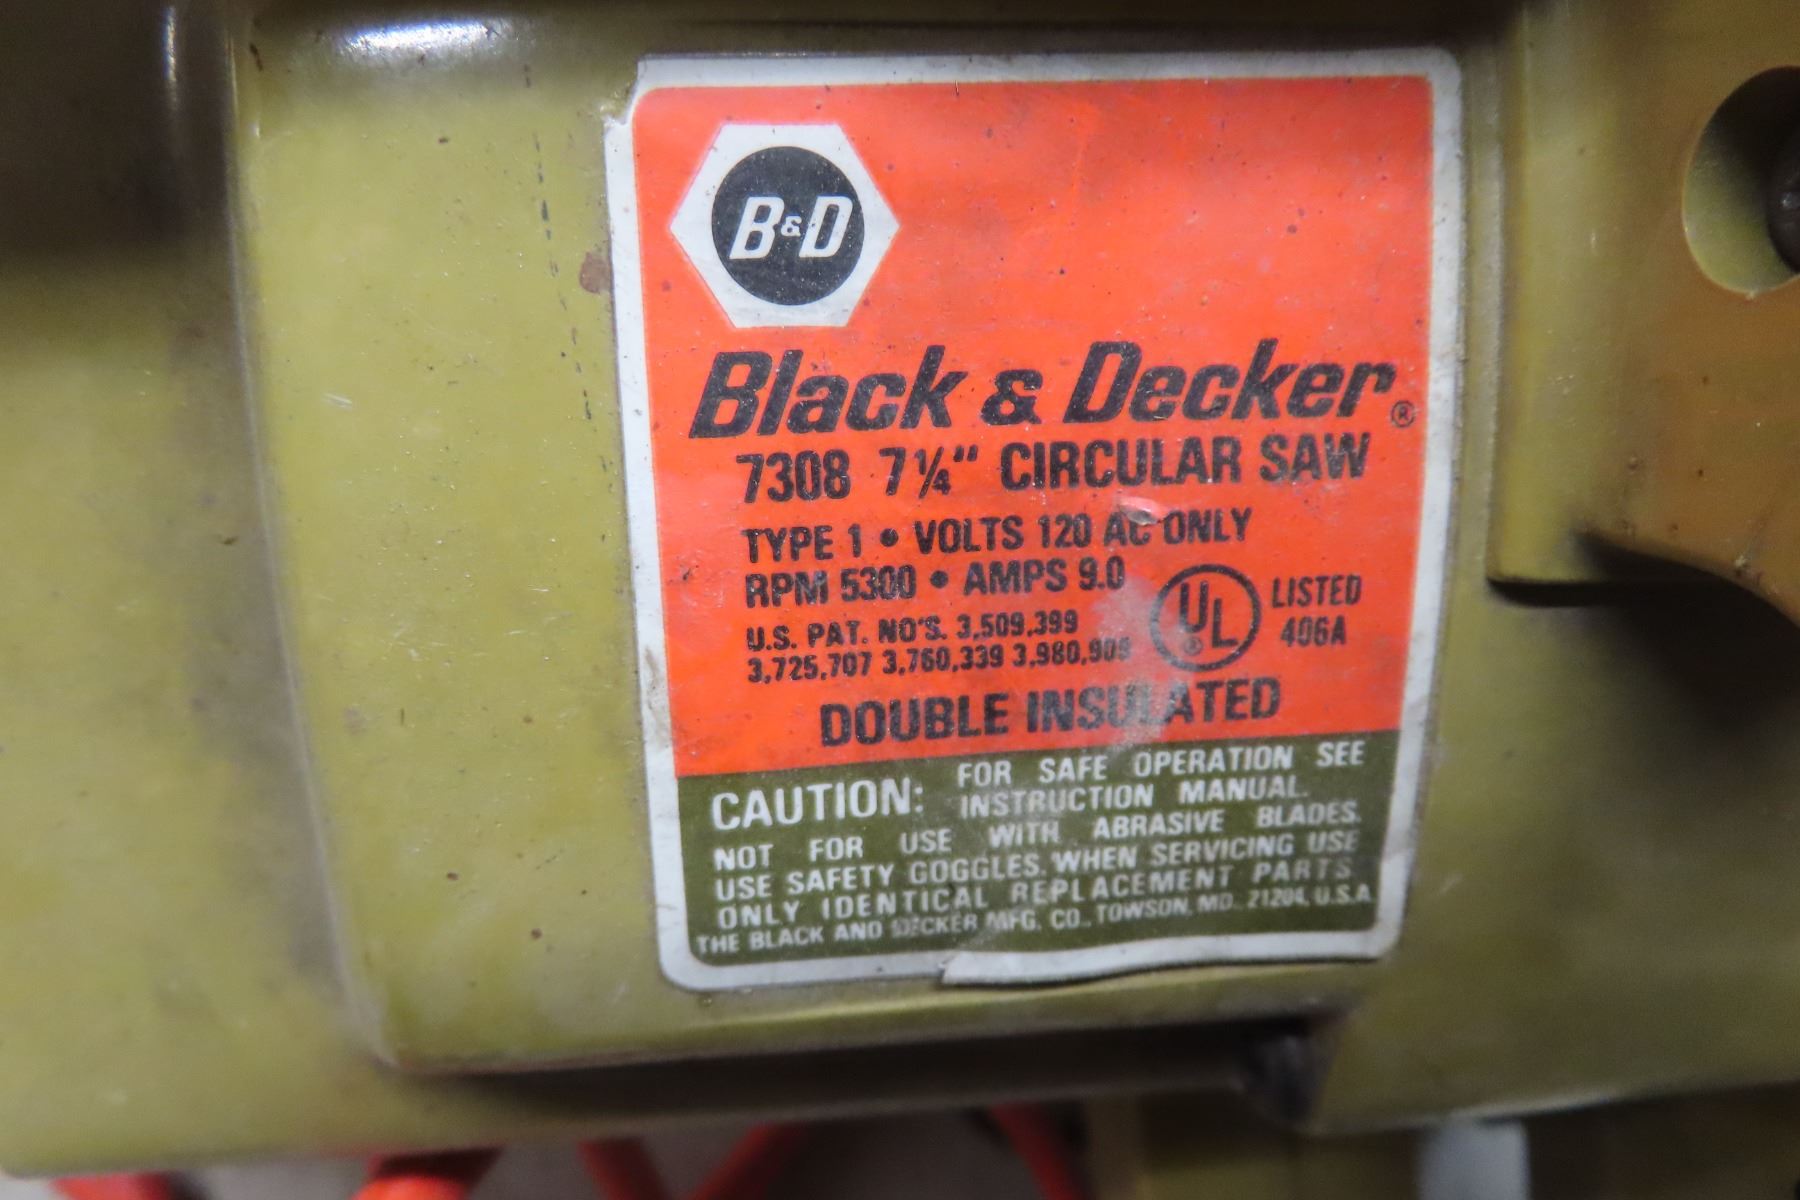 B&D
Black & Decker®
7308 7¼" CIRCULAR SAW
TYPE 1 • VOLTS 120 AC ONLY
RPM 5300 • AMPS 9.0
U.S. PAT. NO'S. 3,509,399
3,725,707 3,760,339 3,980,909
UL® LISTED
406A
DOUBLE INSULATED
CAUTION: FOR SAFE OPERATION SEE
INSTRUCTION MANUAL.
NOT FOR USE WITH ABRASIVE BLADES.
USE SAFETY GOGGLES. WHEN SERVICING USE
ONLY IDENTICAL REPLACEMENT PARTS
THE BLACK AND DECKER MFG. CO., TOWSON, MD. 21204, U.S.A.